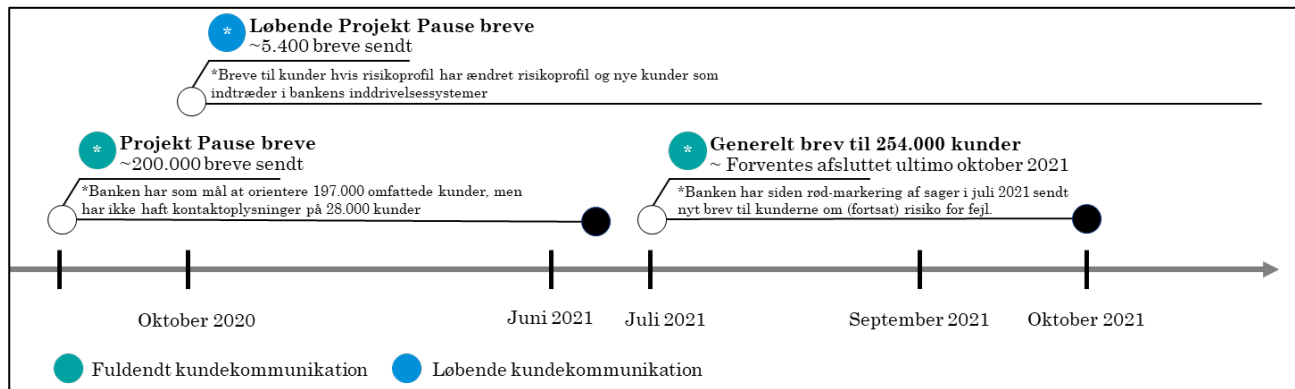 *
Løbende Projekt Pause breve
~5.400 breve sendt
*Breve til kunder hvis risikoprofil har ændret risikoprofil og nye kunder som
indtræder i bankens inddrivelsessystemer
*
Projekt Pause breve
~200.000 breve sendt
*Banken har som mål at orientere 197.000 omfattede kunder, men
har ikke haft kontaktoplysninger på 28.000 kunder
*
Generelt brev til 254.000 kunder
~ Forventes afsluttet ultimo oktober 2021
*Banken har siden rød-markering af sager i juli 2021 sendt
nyt brev til kunderne om (fortsat) risiko for fejl.
Oktober 2020
Juni 2021
Juli 2021
September 2021
Oktober 2021
Fuldendt kundekommunikation
Løbende kundekommunikation